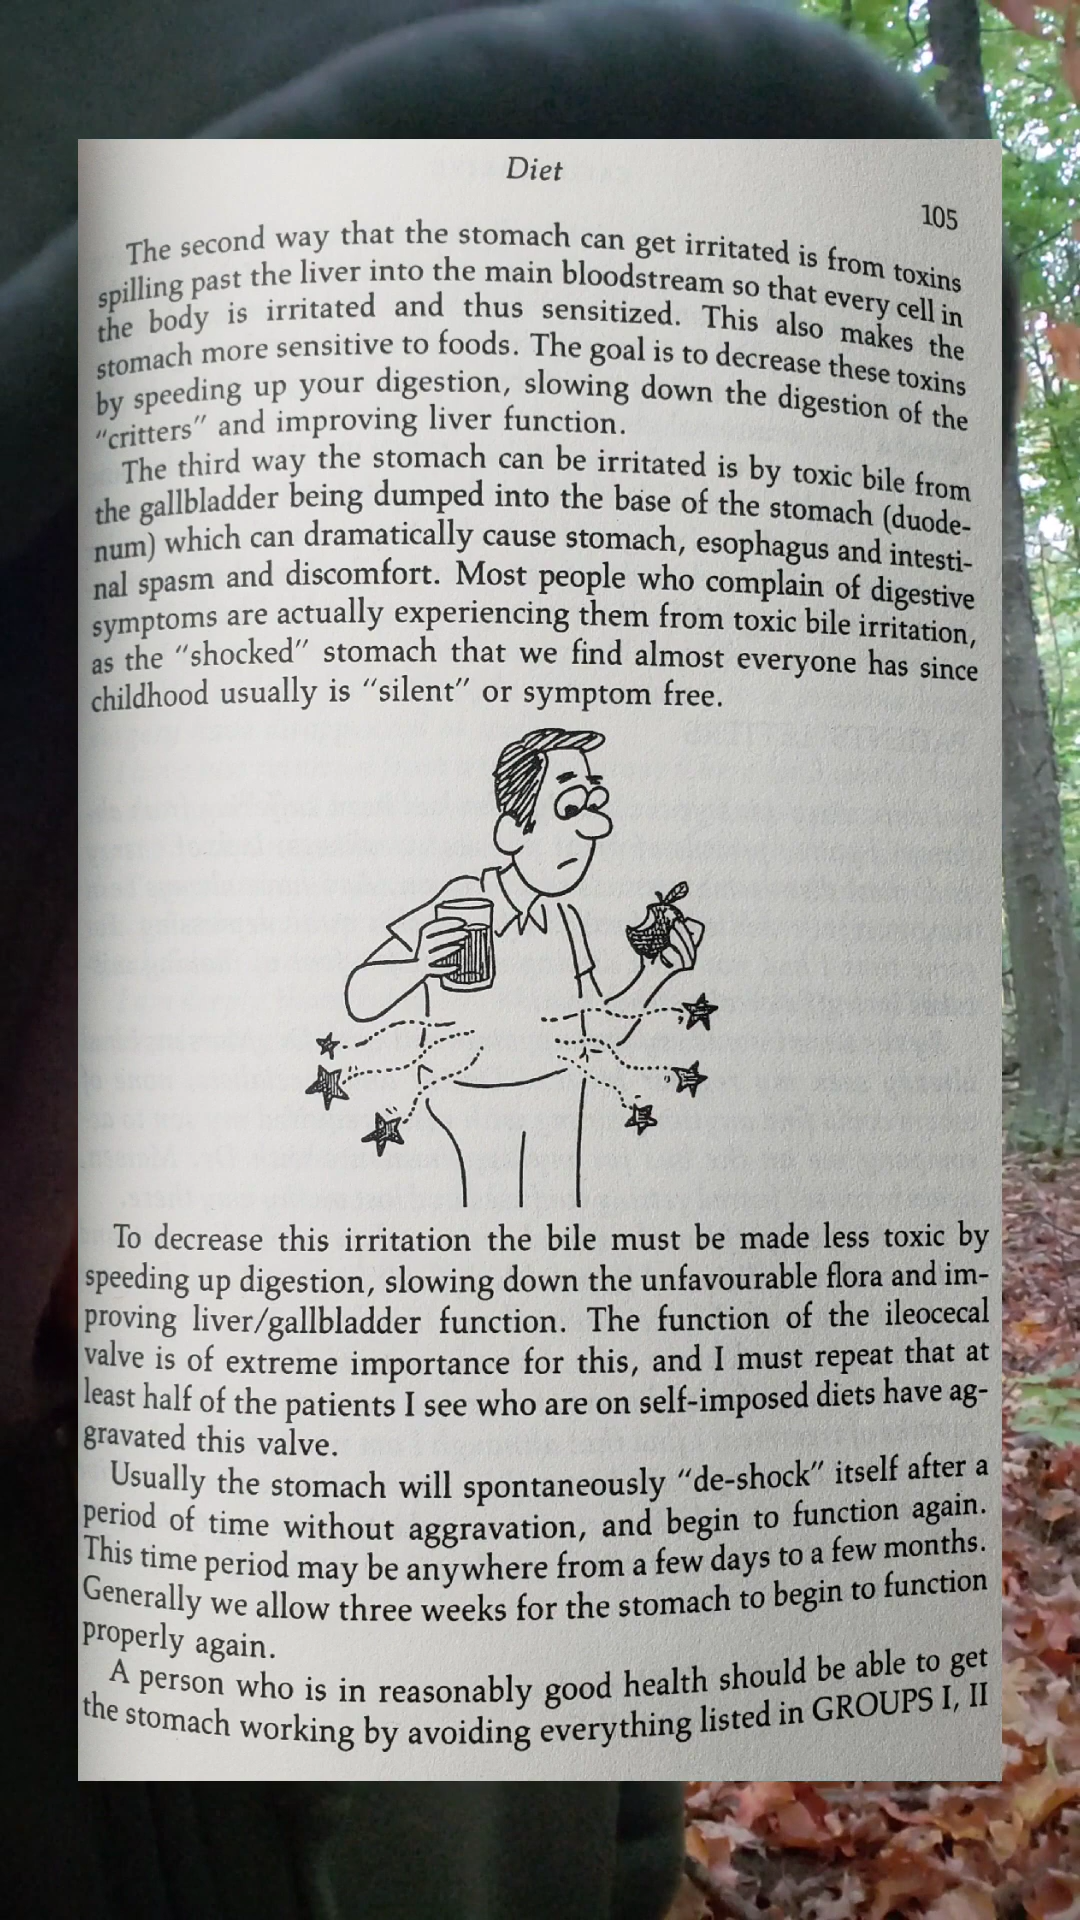 Diet
105
The second way that the stomach can get irritated is from toxins
spilling past the liver into the main bloodstream so that every cell in
the body is irritated and thus sensitized. This also makes the
stomach more sensitive to foods. The goal is to decrease these toxins
by speeding up your digestion, slowing down the digestion of the
"critters" and improving liver function.
The third way the stomach can be irritated is by toxic bile from
the gallbladder being dumped into the base of the stomach (duode-
num) which can dramatically cause stomach, esophagus and intesti-
nal spasm and discomfort. Most people who complain of digestive
symptoms are actually experiencing them from toxic bile irritation,
as the "shocked" stomach that we find almost everyone has since
childhood usually is "silent" or symptom free.
To decrease this irritation the bile must be made less toxic by
speeding up digestion, slowing down the unfavourable flora and im-
proving liver/gallbladder function. The function of the ileocecal
valve is of extreme importance for this, and I must repeat that at
least half of the patients I see who are on self-imposed diets have ag-
gravated this valve.
Usually the stomach will spontaneously "de-shock" itself after a
period of time without aggravation, and begin to function again.
This time period may be anywhere from a few days to a few months.
Generally we allow three weeks for the stomach to begin to function
properly again.
A person who is in reasonably good health should be able to get
the stomach working by avoiding everything listed in GROUPS I, II